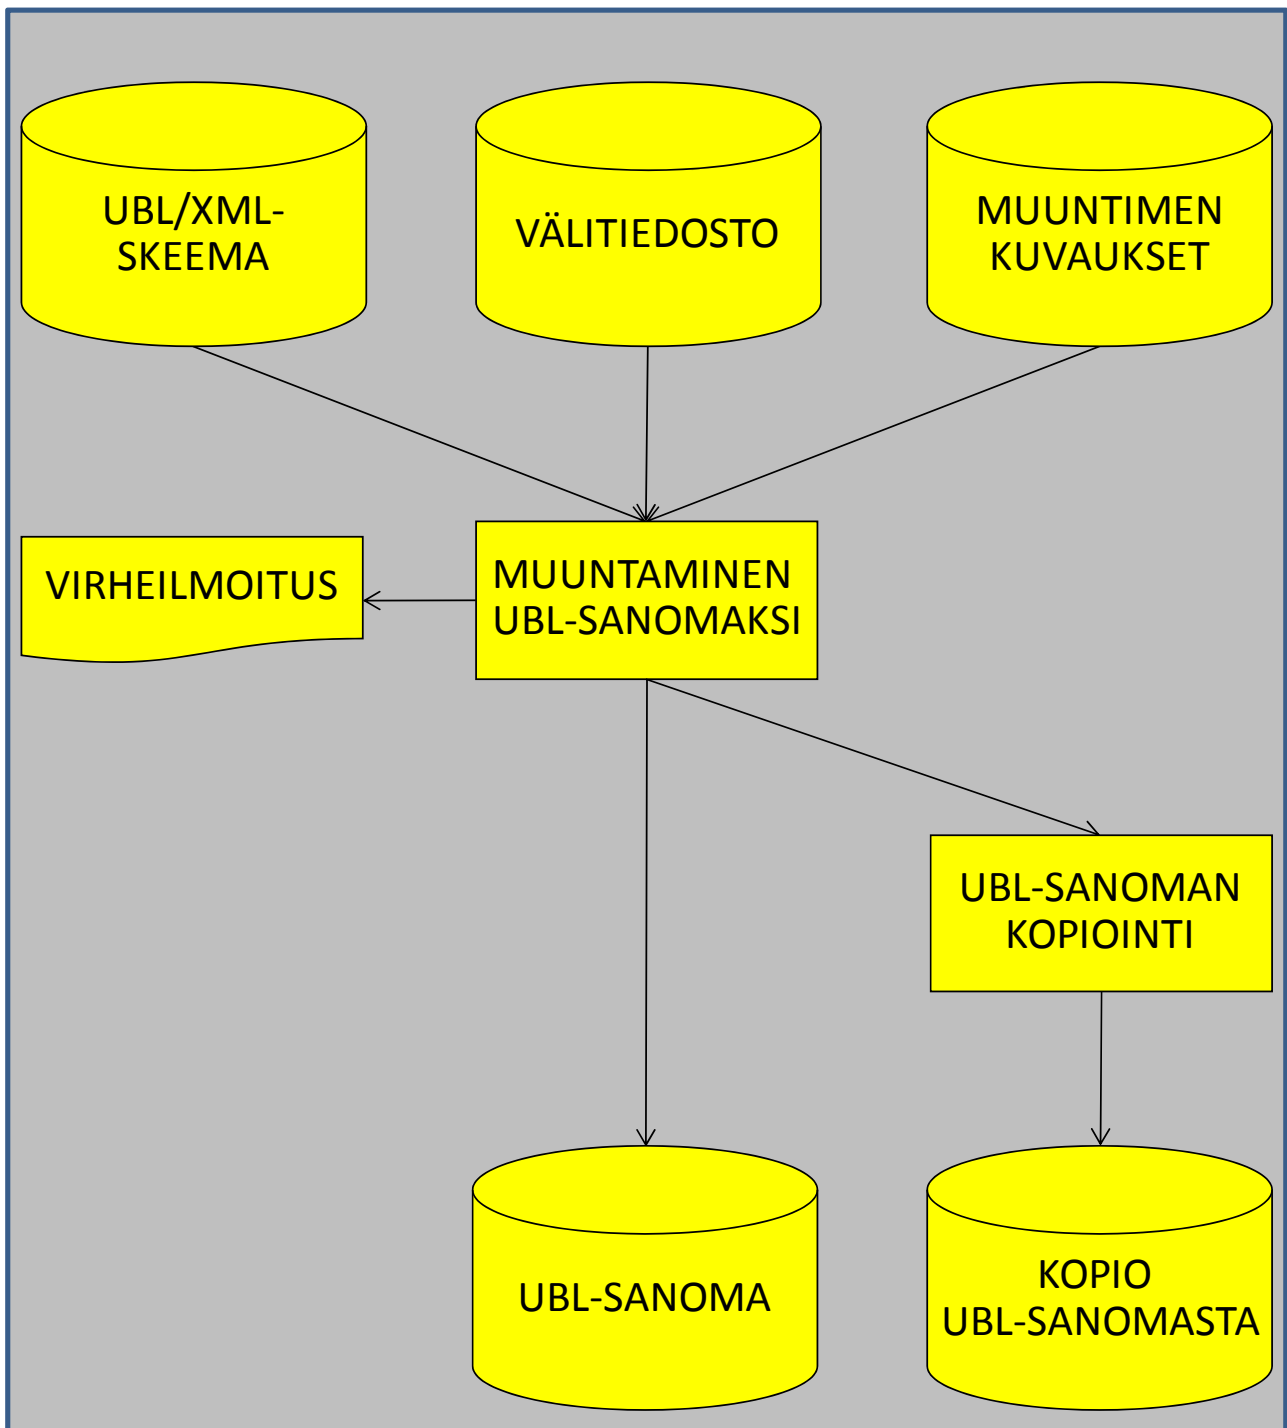 UBL/XML-
SKEEMA
VÄLITIEDOSTO
MUUNTIMEN
KUVAUKSET
VIRHEILMOITUS
MUUNTAMINEN
UBL-SANOMAKSI
UBL-SANOMAN
KOPIOINTI
UBL-SANOMA
KOPIO
UBL-SANOMASTA